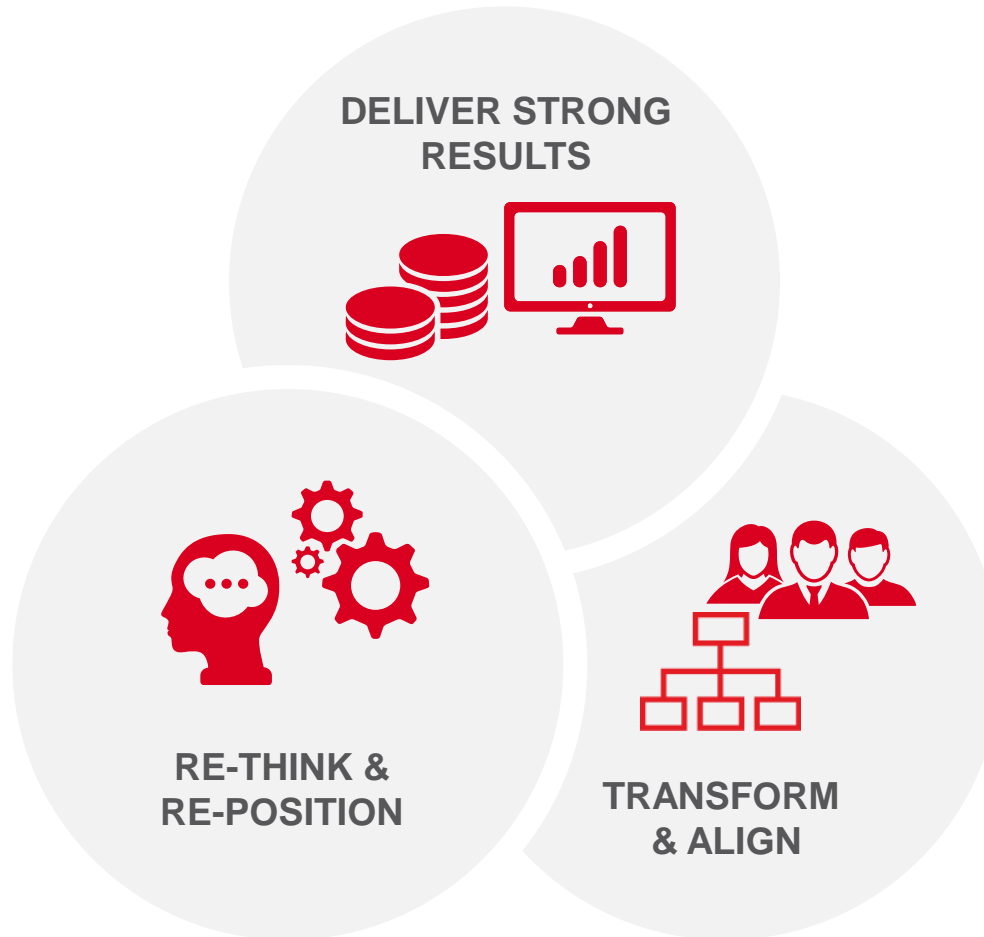 DELIVER STRONG
RESULTS
RE-THINK &
RE-POSITION
TRANSFORM
& ALIGN